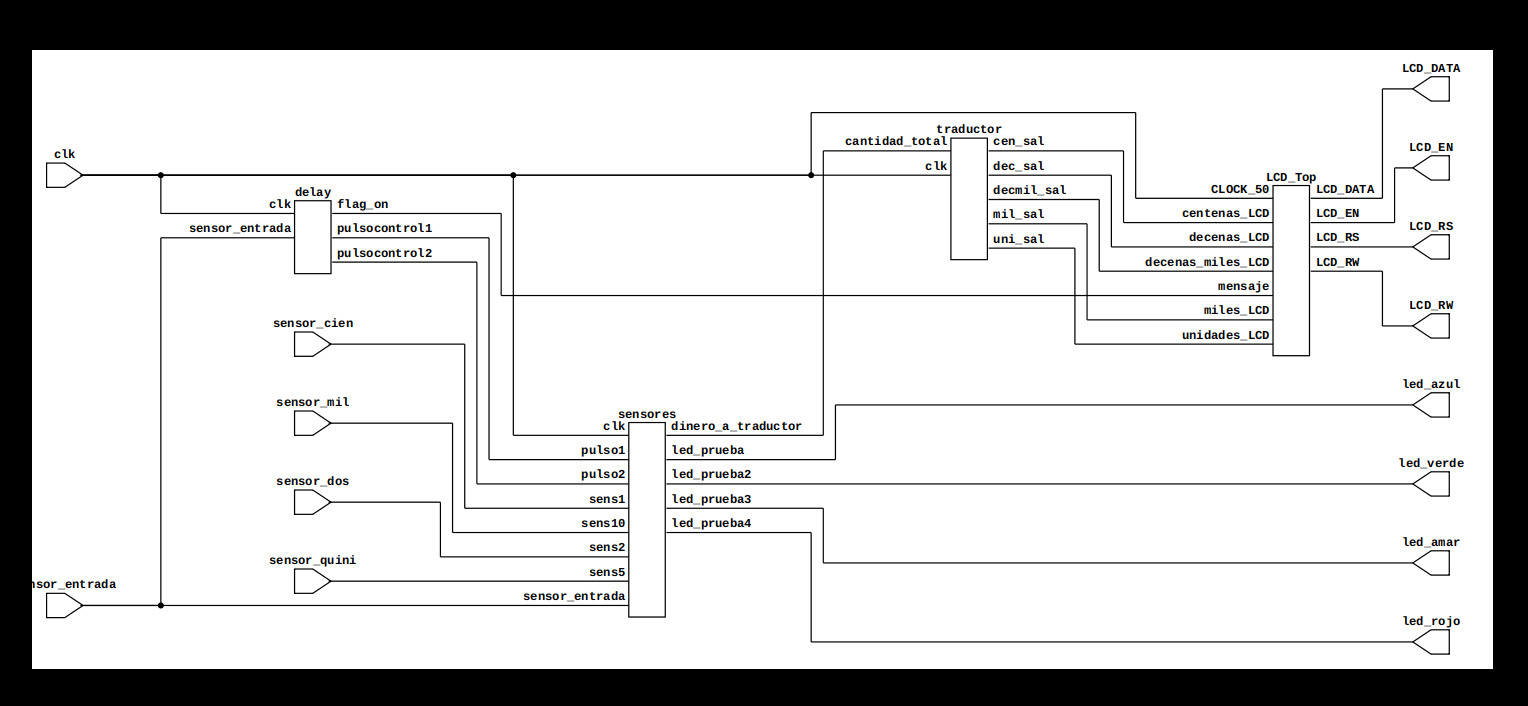 clk
delay
clk
sensor_entrada
flag_on
pulsocontrol1
pulsocontrol2
sensor_cien
sensor_mil
sensor_dos
sensor_quini
nsor_entrada
sensores
clk
pulso1
pulso2
sens1
sens10
sens2
sens5
sensor_entrada
dinero_a_traductor
led_prueba
led_prueba2
led_prueba3
led_prueba4
traductor
cantidad_total
clk
cen_sal
dec_sal
decmil_sal
mil_sal
uni_sal
LCD_Top
CLOCK_50
centenas_LCD
decenas_LCD
decenas_miles_LCD
mensaje
miles_LCD
unidades_LCD
LCD_DATA
LCD_EN
LCD_RS
LCD_RW
LCD_DATA
LCD_EN
LCD_RS
LCD_RW
led_azul
led_verde
led_amar
led_rojo